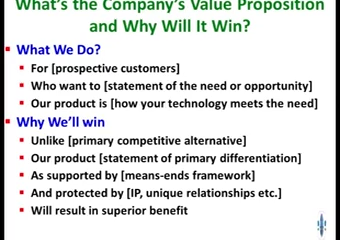 What's the Company's Value Proposition
and Why Will It Win?
What We Do?
For [prospective customers]
Who want to [statement of the need or opportunity]
Our product is [how your technology meets the need]
Why We'll win
Unlike [primary competitive alternative]
Our product [statement of primary differentiation]
As supported by [means-ends framework]
And protected by [IP, unique relationships etc.]
Will result in superior benefit